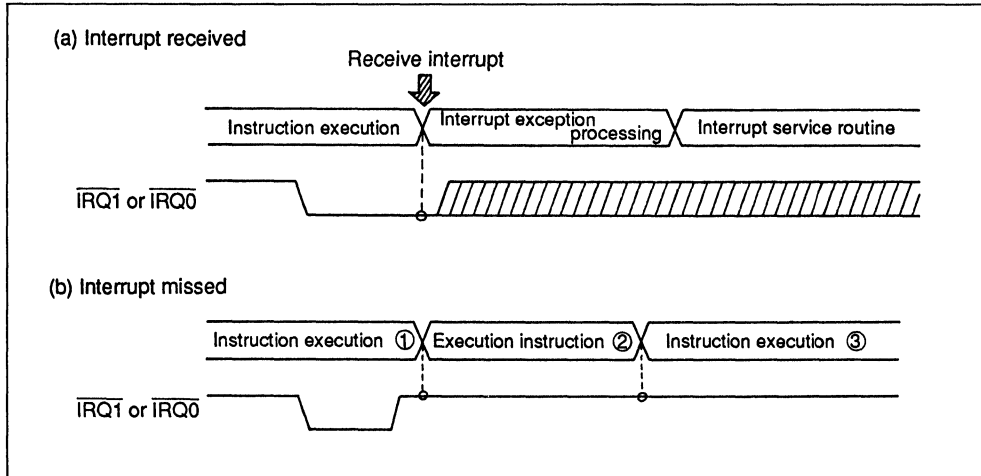 (a) Interrupt received
Receive interrupt
Instruction execution
Interrupt exception
processing
Interrupt service routine
IRQ1 or IRQ0
(b) Interrupt missed
Instruction execution ①
Execution instruction ②
Instruction execution ③
IRQ1 or IRQ0